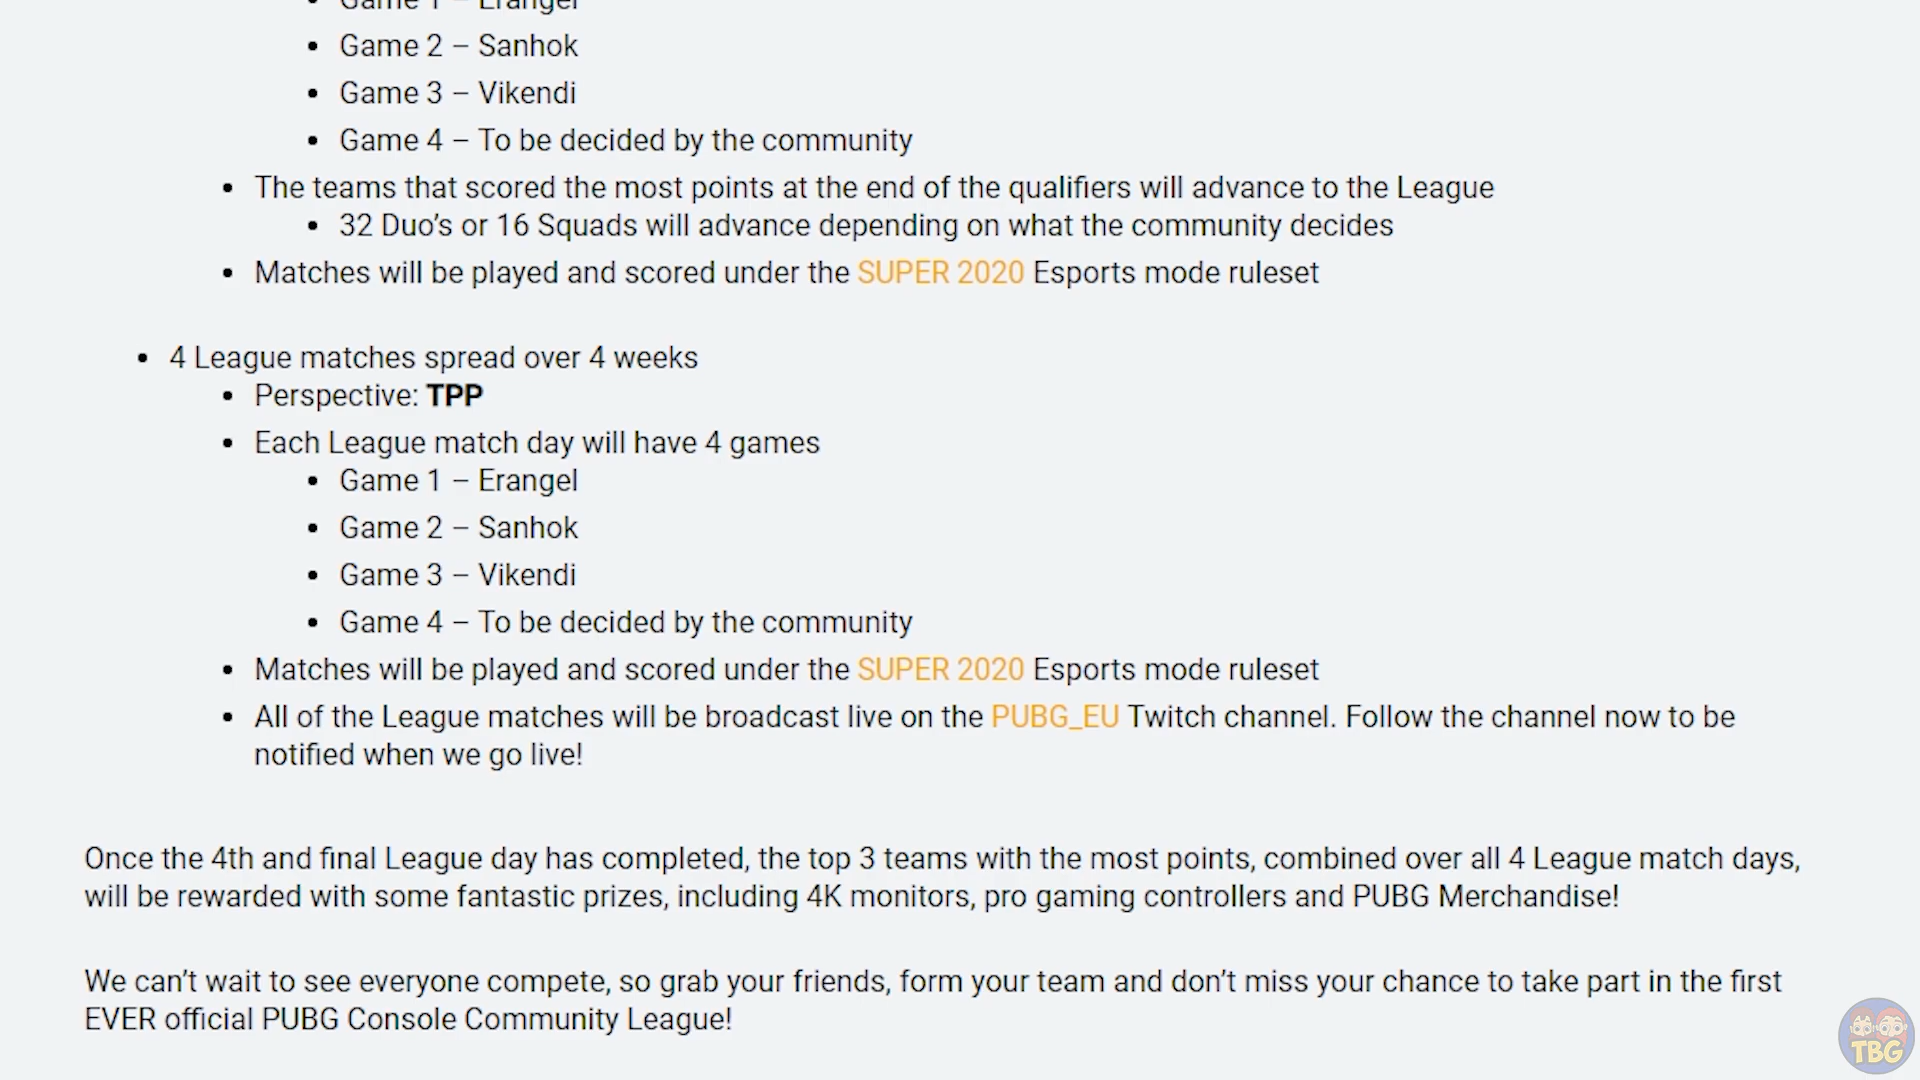 Game 1 – Erangel
Game 2 – Sanhok
Game 3 – Vikendi
Game 4 – To be decided by the community
The teams that scored the most points at the end of the qualifiers will advance to the League
32 Duo’s or 16 Squads will advance depending on what the community decides
Matches will be played and scored under the SUPER 2020 Esports mode ruleset
4 League matches spread over 4 weeks
Perspective: TPP
Each League match day will have 4 games
Game 1 – Erangel
Game 2 – Sanhok
Game 3 – Vikendi
Game 4 – To be decided by the community
Matches will be played and scored under the SUPER 2020 Esports mode ruleset
All of the League matches will be broadcast live on the PUBG_EU Twitch channel. Follow the channel now to be
notified when we go live!
Once the 4th and final League day has completed, the top 3 teams with the most points, combined over all 4 League match days,
will be rewarded with some fantastic prizes, including 4K monitors, pro gaming controllers and PUBG Merchandise!
We can’t wait to see everyone compete, so grab your friends, form your team and don’t miss your chance to take part in the first
EVER official PUBG Console Community League!
TBG